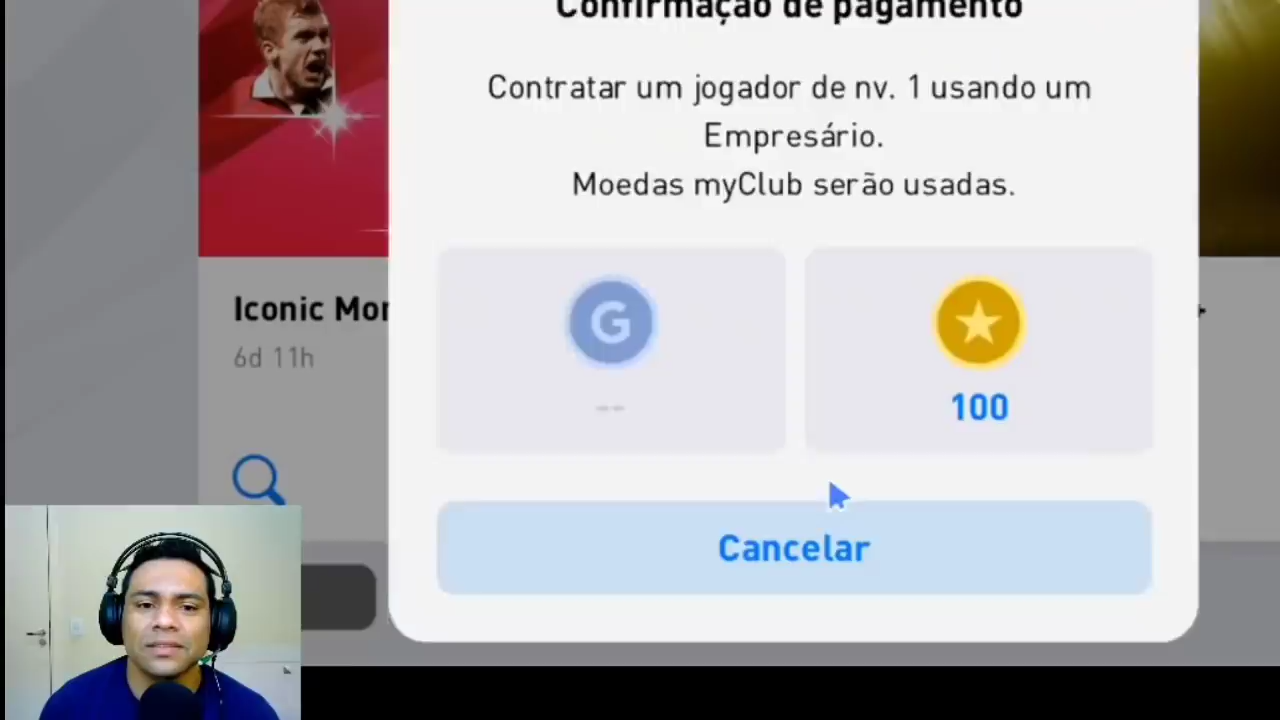 Confirmação de pagamento
Contratar um jogador de nv. 1 usando um
Empresário.
Moedas myClub serão usadas.
G
--
100
Iconic Mo
6d 11h
Cancelar